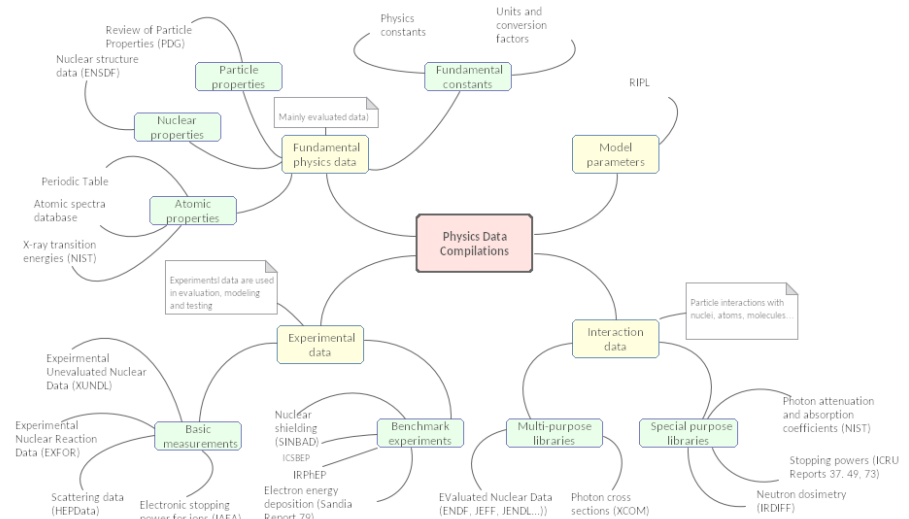 Review of Particle
Properties (PDG)
Physics
constants
Units and
conversion
factors
Nuclear structure
data (ENSDF)
Particle
properties
Fundamental
constants
RIPL
Nuclear
properties
Mainly evaluated data)
Fundamental
physics data
Model
parameters
Periodic Table
Atomic spectra
database
Atomic
properties
X-ray transition
energies (NIST)
Physics Data
Compilations
Experimentsl data are used
in evaluation, modeling
and testing
Particle interactions with
nuclei, atoms, molecules...
Experimental
data
Interaction
data
Expeirmental
Unevaluated Nuclear
Data (XUNDL)
Experimental
Nuclear Reaction
Data (EXFOR)
Basic
measurements
Nuclear
shielding
(SINBAD)
ICSBEP
IRPhEP
Benchmark
experiments
Multi-purpose
libraries
Special purpose
libraries
Photon attenuation
and absorption
coefficients (NIST)
Stopping powers (ICRU
Reports 37. 49, 73)
Scattering data
(HEPData)
Electronic stopping
power for ions (IAEA)
Electron energy
deposition (Sandia
Report 79)
EValuated Nuclear Data
(ENDF, JEFF, JENDL...))
Photon cross
sections (XCOM)
Neutron dosimetry
(IRDIFF)